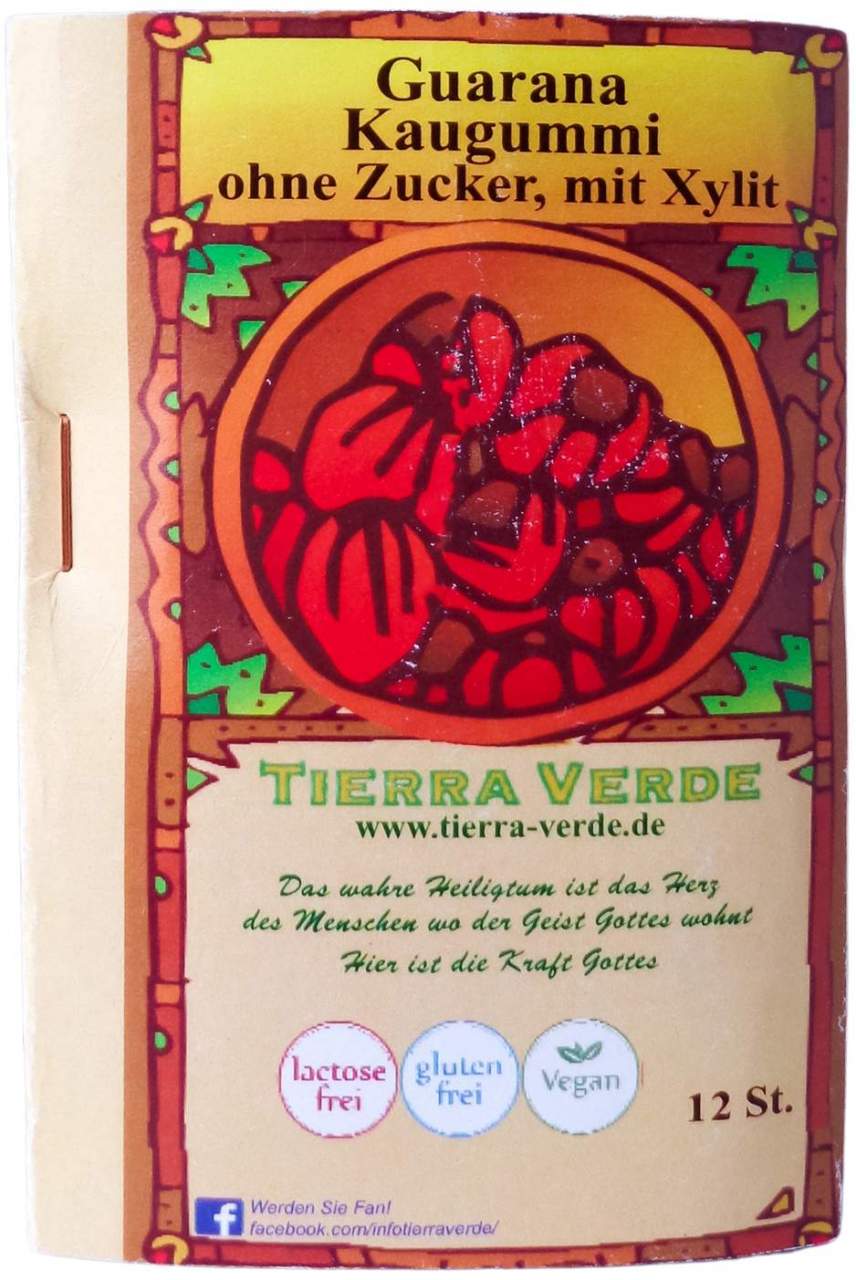 Guarana
Kaugummi
ohne Zucker, mit Xylit
TIERRA VERDE
www.tierra-verde.de
Das wahre Heiligtum ist das Herz
des Menschen wo der Geist Gottes wohnt
Hier ist die Kraft Gottes
lactose
frei
gluten
frei
Vegan
12 St.
f
Werden Sie Fan!
facebook.com/infotierraverde/